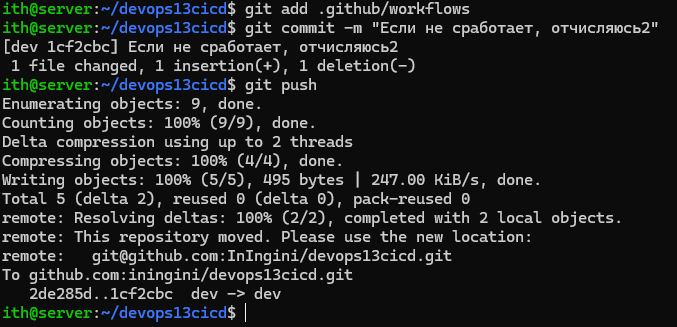 ith@server:~/devops13cicd$ git add .github/workflows
ith@server:~/devops13cicd$ git commit -m "Если не сработает, отчисляюсь2"
[dev 1cf2cbc] Если не сработает, отчисляюсь2
 1 file changed, 1 insertion(+), 1 deletion(-)
ith@server:~/devops13cicd$ git push
Enumerating objects: 9, done.
Counting objects: 100% (9/9), done.
Delta compression using up to 2 threads
Compressing objects: 100% (4/4), done.
Writing objects: 100% (5/5), 495 bytes | 247.00 KiB/s, done.
Total 5 (delta 2), reused 0 (delta 0), pack-reused 0
remote: Resolving deltas: 100% (2/2), completed with 2 local objects.
remote: This repository moved. Please use the new location:
remote:   git@github.com:InIngini/devops13cicd.git
To github.com:iningini/devops13cicd.git
   2de285d..1cf2cbc  dev -> dev
ith@server:~/devops13cicd$